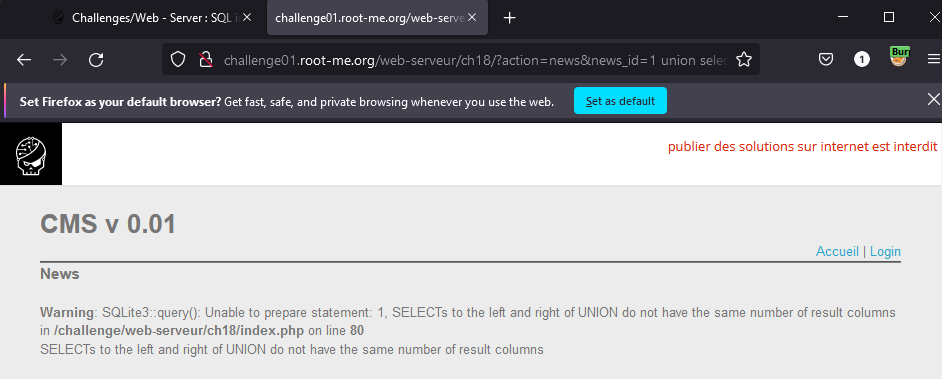 Challenges/Web - Server : SQL i
challenge01.root-me.org/web-serve
challenge01.root-me.org/web-serveur/ch18/?action=news&news_id=1 union selec
1
Bur
Set Firefox as your default browser? Get fast, safe, and private browsing whenever you use the web.
Set as default
publier des solutions sur internet est interdit
CMS v 0.01
Accueil | Login
News
Warning: SQLite3::query(): Unable to prepare statement: 1, SELECTs to the left and right of UNION do not have the same number of result columns
in /challenge/web-serveur/ch18/index.php on line 80
SELECTs to the left and right of UNION do not have the same number of result columns